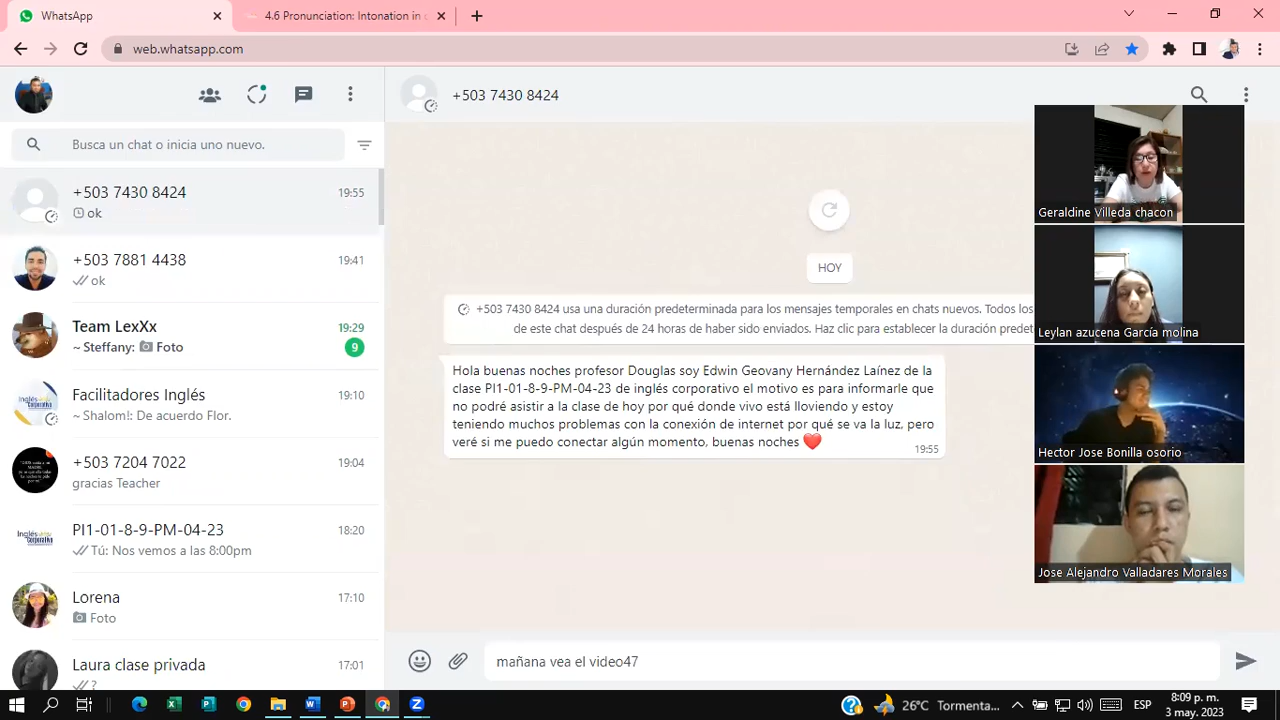 WhatsApp
4.6 Pronunciation: Intonation in
web.whatsapp.com
Busca un chat o inicia uno nuevo.
+503 7430 8424
19:55
ok
+503 7881 4438
19:41
ok
Team LexXx
19:29
~ Steffany: Foto
9
Facilitadores Inglés
19:10
~ Shalom!: De acuerdo Flor.
+503 7204 7022
19:04
gracias Teacher
PI1-01-8-9-PM-04-23
18:20
Tú: Nos vemos a las 8:00pm
Lorena
17:10
Foto
Laura clase privada
17:01
?
+503 7430 8424
HOY
+503 7430 8424 usa una duración predeterminada para los mensajes temporales en chats nuevos. Todos los
de este chat después de 24 horas de haber sido enviados. Haz clic para establecer la duración predet
Hola buenas noches profesor Douglas soy Edwin Geovany Hernández Laínez de la
clase PI1-01-8-9-PM-04-23 de inglés corporativo el motivo es para informarle que
no podré asistir a la clase de hoy por qué donde vivo está lloviendo y estoy
teniendo muchos problemas con la conexión de internet por qué se va la luz, pero
veré si me puedo conectar algún momento, buenas noches ❤️
19:55
mañana vea el video47
Geraldine Villeda chacon
Leylan azucena García molina
Hector Jose Bonilla osorio
Jose Alejandro Valladares Morales
26°C Tormenta...
ESP
8:09 p. m.
3 may. 2023